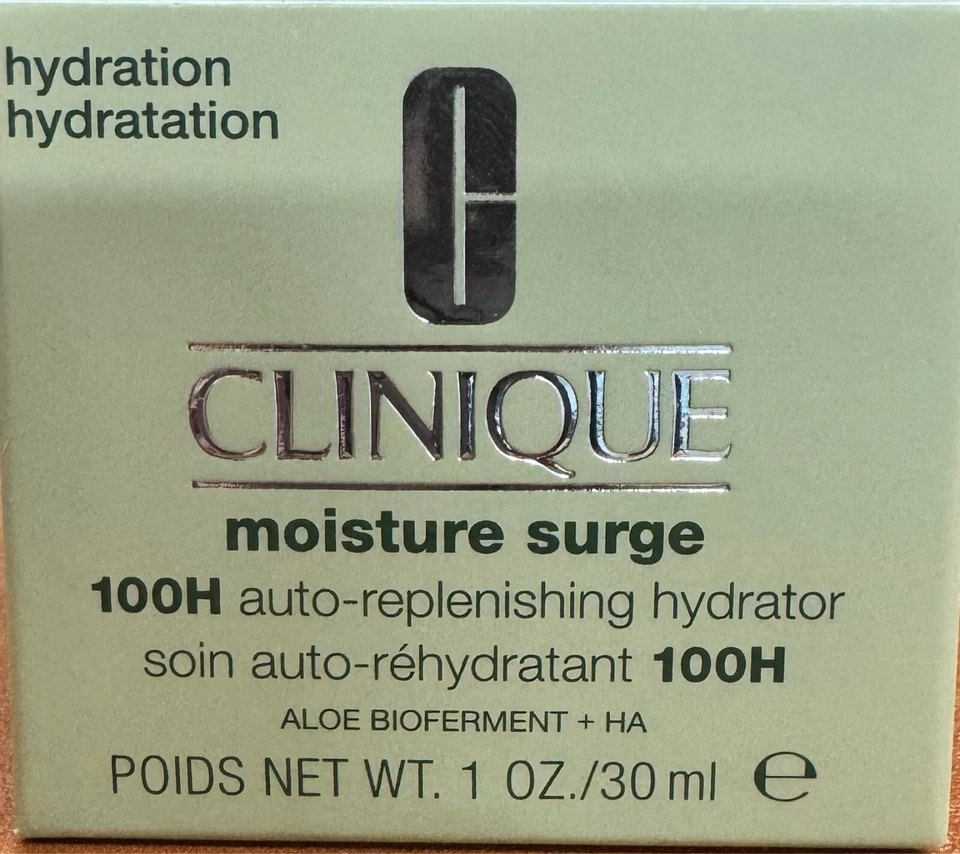 hydration
hydratation
C
CLINIQUE
moisture surge
100H auto-replenishing hydrator
soin auto-réhydratant 100H
ALOE BIOFERMENT + HA
POIDS NET WT. 1 OZ./30 ml ℮